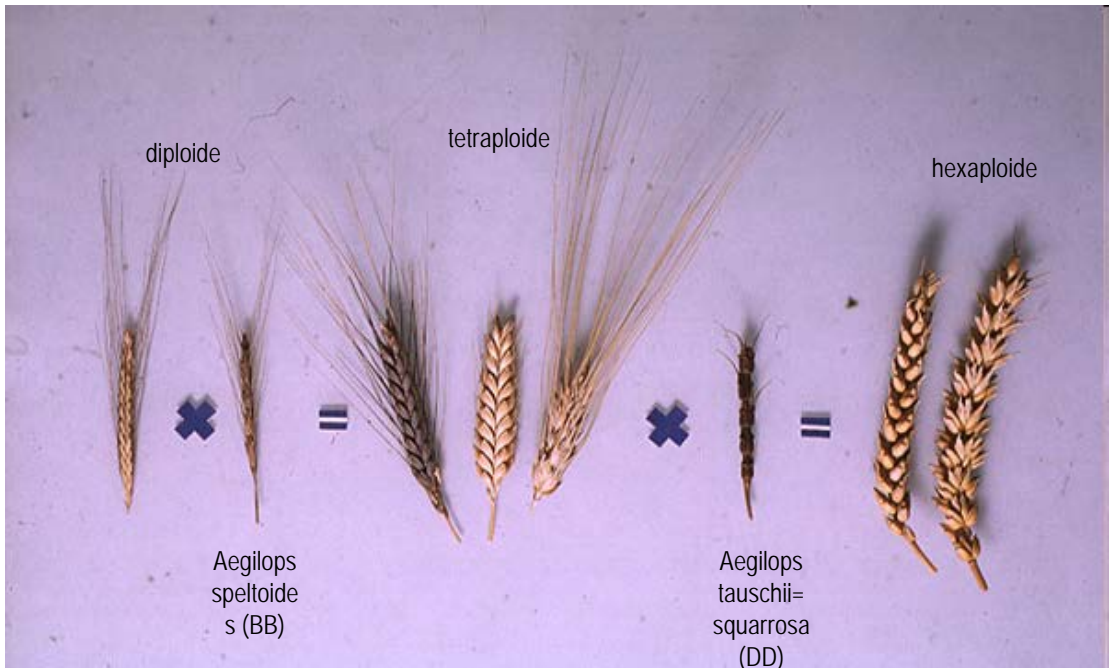 diploide
tetraploide
hexaploide
Aegilops
speltoide
s (BB)
Aegilops
tauschii=
squarrosa
(DD)